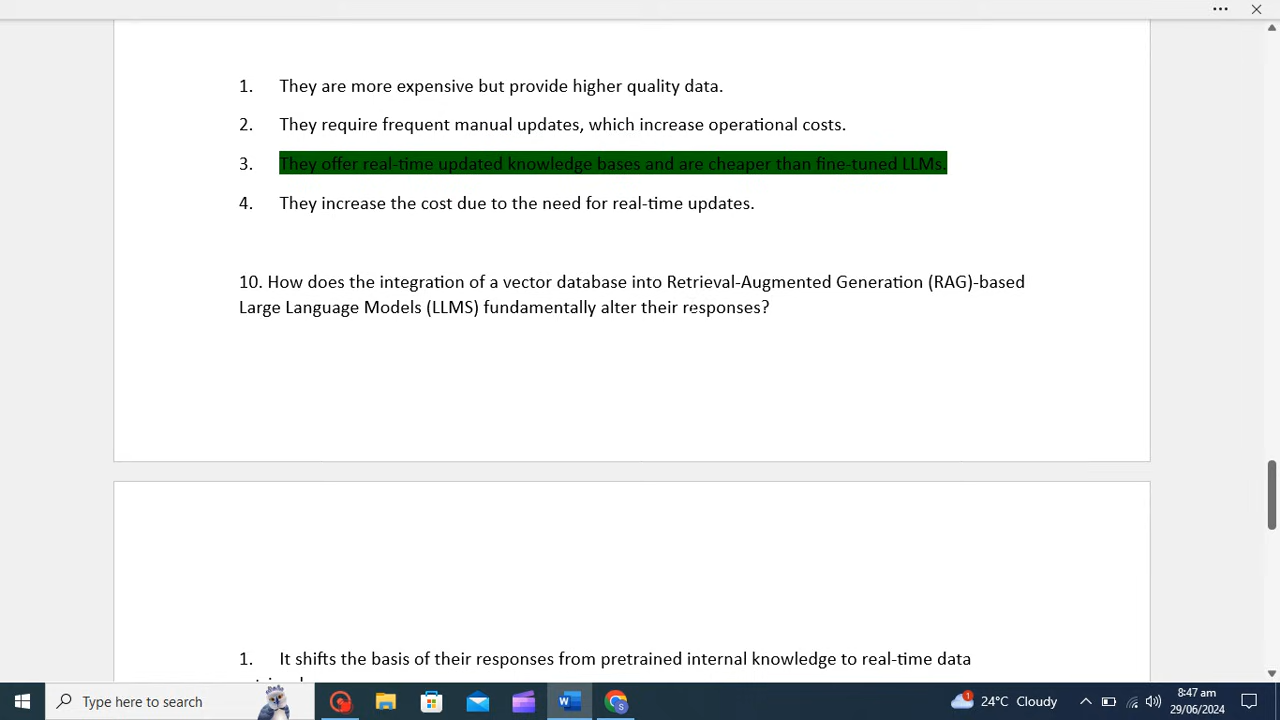 1. They are more expensive but provide higher quality data.
2. They require frequent manual updates, which increase operational costs.
3. They offer real-time updated knowledge bases and are cheaper than fine-tuned LLMs.
4. They increase the cost due to the need for real-time updates.
10. How does the integration of a vector database into Retrieval-Augmented Generation (RAG)-based
Large Language Models (LLMS) fundamentally alter their responses?
1. It shifts the basis of their responses from pretrained internal knowledge to real-time data
Type here to search
1
24°C Cloudy
8:47 am
29/06/2024